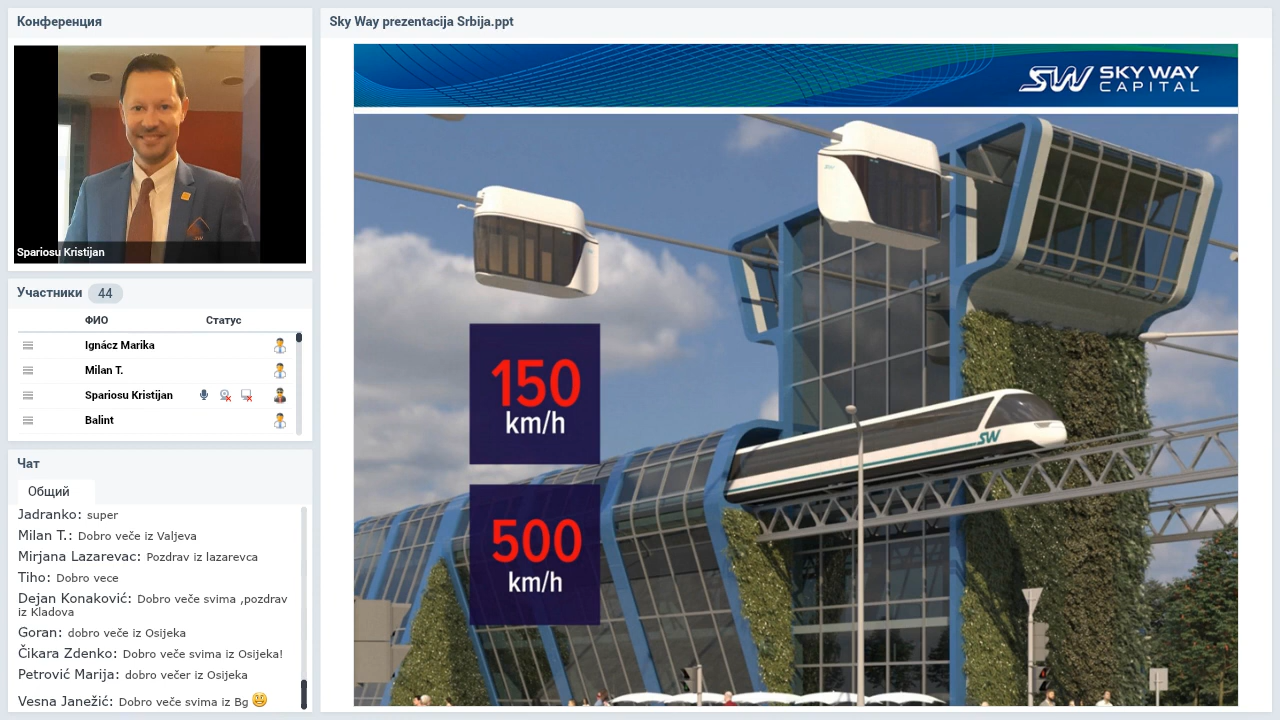 Конференция
Spariosu Kristijan
Участники 44
ФИО Статус
Ignácz Marika
Milan T.
Spariosu Kristijan
Balint
Чат
Общий
Jadranko: super
Milan T.: Dobro veče iz Valjeva
Mirjana Lazarevac: Pozdrav iz lazarevca
Tiho: Dobro vece
Dejan Konaković: Dobro veče svima ,pozdrav
iz Kladova
Goran: dobro veče iz Osijeka
Čikara Zdenko: Dobro veče svima iz Osijeka!
Petrović Marija: dobro večer iz Osijeka
Vesna Janežić: Dobro veče svima iz Bg
Sky Way prezentacija Srbija.ppt
SW SKY WAY
CAPITAL
150
km/h
500
km/h
SW